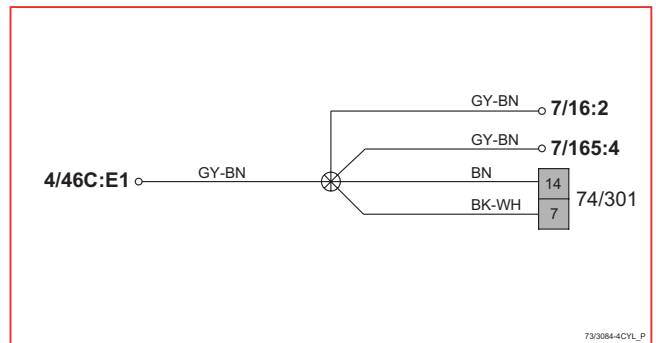 GY-BN
7/16:2
GY-BN
7/165:4
4/46C:E1
GY-BN
BN
14
74/301
BK-WH
7
73/3084-4CYL_P